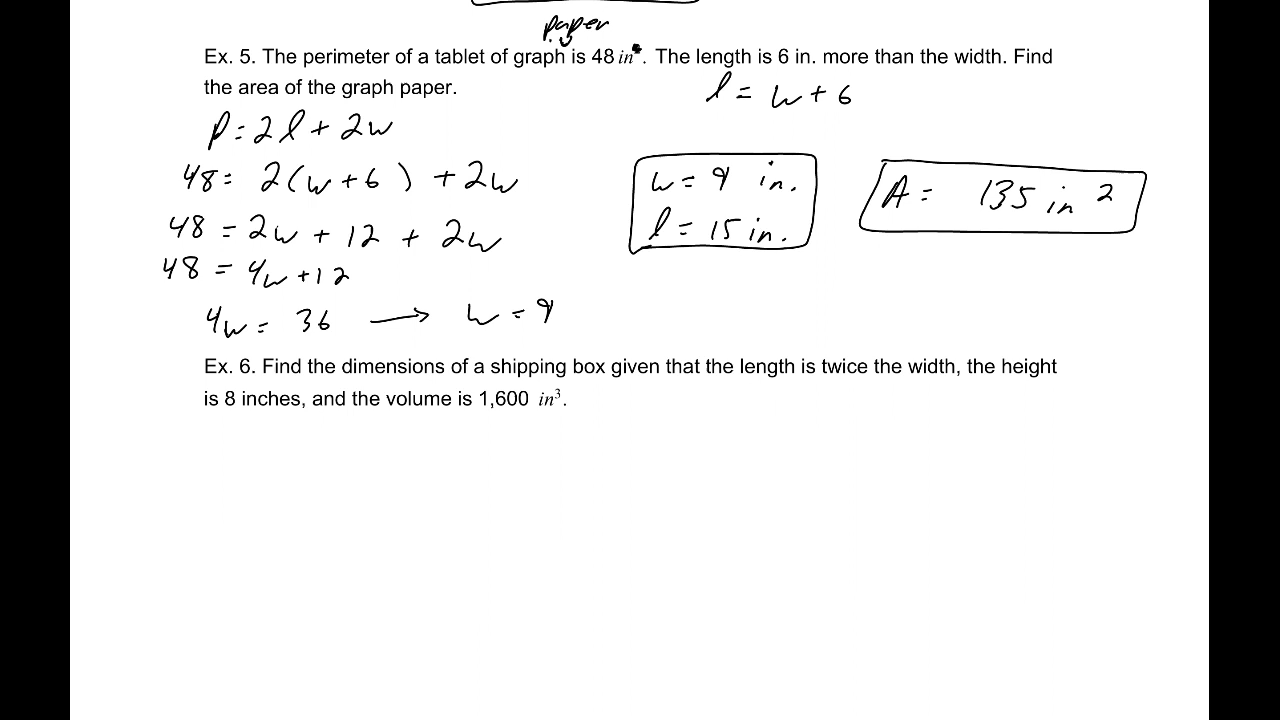 paper
Ex. 5. The perimeter of a tablet of graph is 48 in. The length is 6 in. more than the width. Find
the area of the graph paper.
l = w + 6
P = 2l + 2w
48 = 2(w + 6) + 2w
w = 9 in.
A = 135 in²
48 = 2w + 12 + 2w
l = 15 in.
48 = 4w + 12
4w = 36 → w = 9
Ex. 6. Find the dimensions of a shipping box given that the length is twice the width, the height
is 8 inches, and the volume is 1,600 in³.